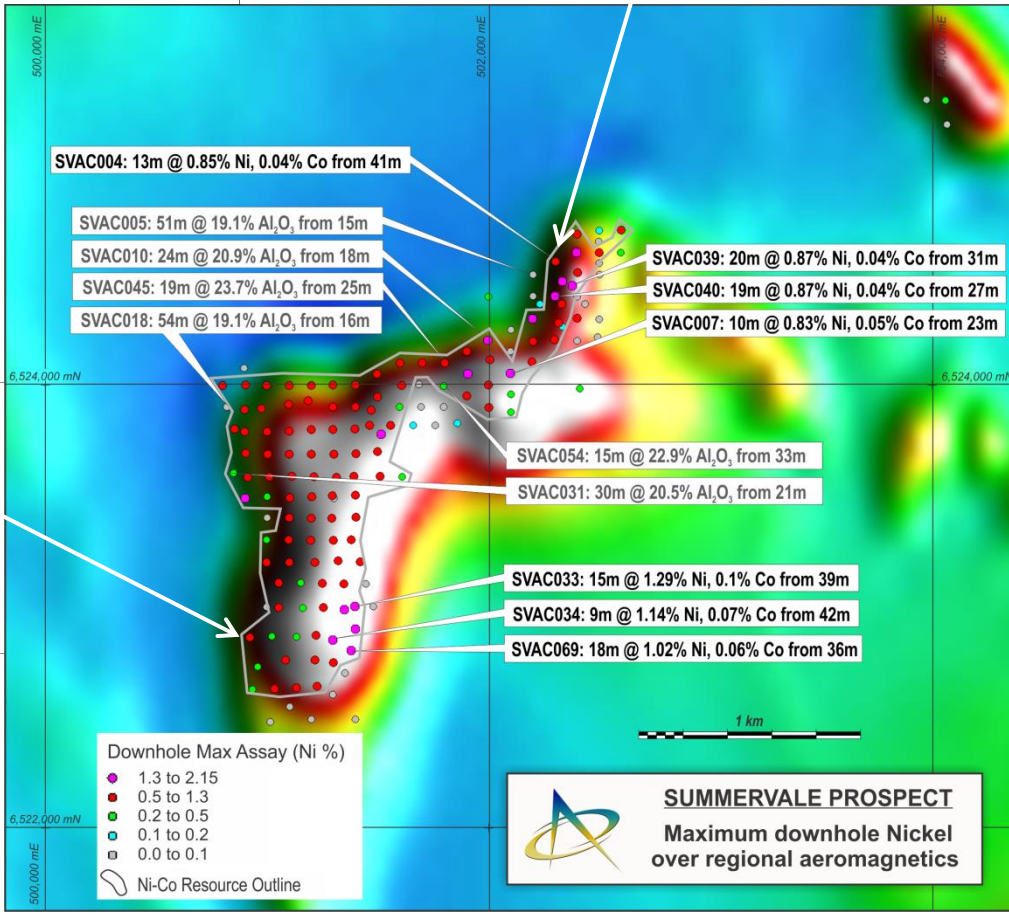 500,000 mE
502,000 mE
mE
SVAC004: 13m @ 0.85% Ni, 0.04% Co from 41m
SVAC005: 51m @ 19.1% Al₂O₃ from 15m
SVAC010: 24m @ 20.9% Al₂O₃ from 18m
SVAC045: 19m @ 23.7% Al₂O₃ from 25m
SVAC018: 54m @ 19.1% Al₂O₃ from 16m
SVAC039: 20m @ 0.87% Ni, 0.04% Co from 31m
SVAC040: 19m @ 0.87% Ni, 0.04% Co from 27m
SVAC007: 10m @ 0.83% Ni, 0.05% Co from 23m
6,524,000 mN
6,524,000 mN
SVAC054: 15m @ 22.9% Al₂O₃ from 33m
SVAC031: 30m @ 20.5% Al₂O₃ from 21m
SVAC033: 15m @ 1.29% Ni, 0.1% Co from 39m
SVAC034: 9m @ 1.14% Ni, 0.07% Co from 42m
SVAC069: 18m @ 1.02% Ni, 0.06% Co from 36m
1 km
Downhole Max Assay (Ni %)
1.3 to 2.15
0.5 to 1.3
0.2 to 0.5
0.1 to 0.2
0.0 to 0.1
Ni-Co Resource Outline
6,522,000 mN
500,000 mE
SUMMERVALE PROSPECT
Maximum downhole Nickel
over regional aeromagnetics